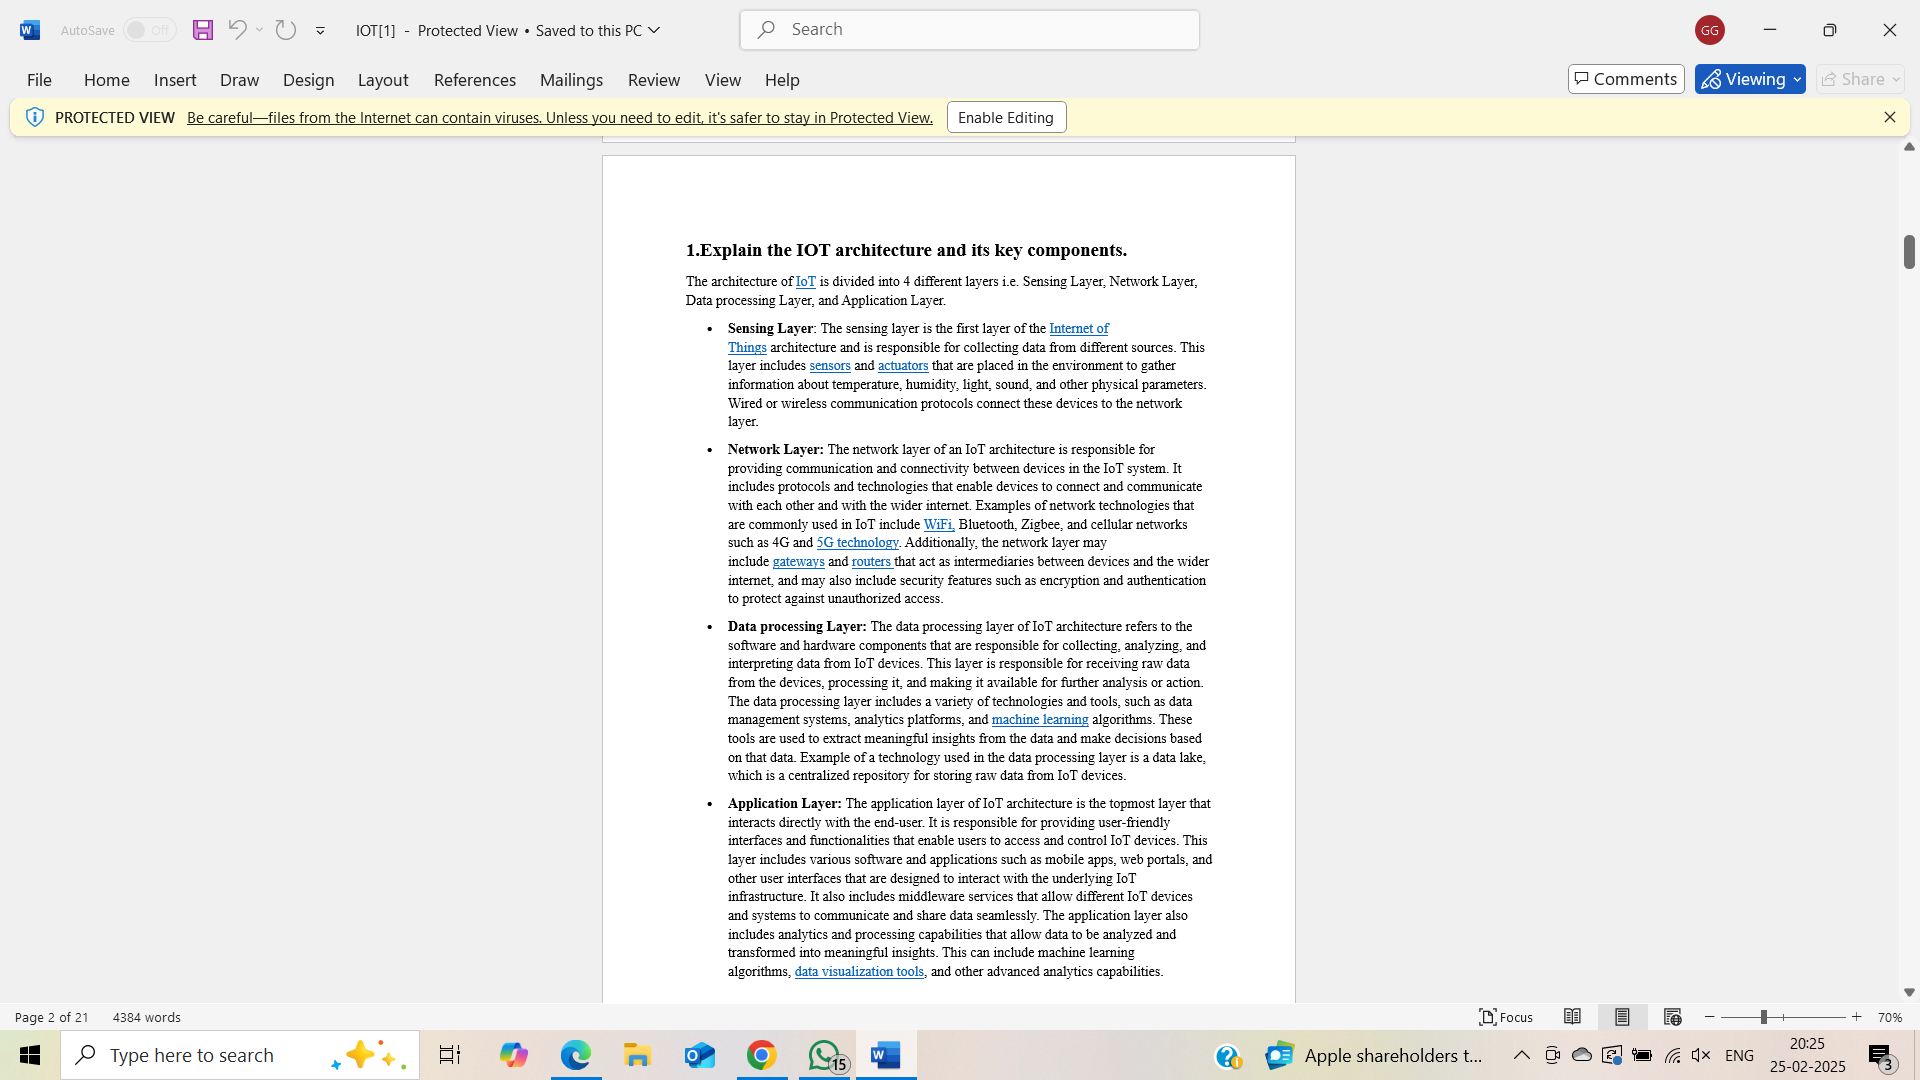 AutoSave Off IOT[1] - Protected View • Saved to this PC Search GG
File Home Insert Draw Design Layout References Mailings Review View Help Comments Viewing Share
PROTECTED VIEW Be careful—files from the Internet can contain viruses. Unless you need to edit, it's safer to stay in Protected View. Enable Editing
1.Explain the IOT architecture and its key components.
The architecture of IoT is divided into 4 different layers i.e. Sensing Layer, Network Layer,
Data processing Layer, and Application Layer.
• Sensing Layer: The sensing layer is the first layer of the Internet of
Things architecture and is responsible for collecting data from different sources. This
layer includes sensors and actuators that are placed in the environment to gather
information about temperature, humidity, light, sound, and other physical parameters.
Wired or wireless communication protocols connect these devices to the network
layer.
• Network Layer: The network layer of an IoT architecture is responsible for
providing communication and connectivity between devices in the IoT system. It
includes protocols and technologies that enable devices to connect and communicate
with each other and with the wider internet. Examples of network technologies that
are commonly used in IoT include WiFi, Bluetooth, Zigbee, and cellular networks
such as 4G and 5G technology. Additionally, the network layer may
include gateways and routers that act as intermediaries between devices and the wider
internet, and may also include security features such as encryption and authentication
to protect against unauthorized access.
• Data processing Layer: The data processing layer of IoT architecture refers to the
software and hardware components that are responsible for collecting, analyzing, and
interpreting data from IoT devices. This layer is responsible for receiving raw data
from the devices, processing it, and making it available for further analysis or action.
The data processing layer includes a variety of technologies and tools, such as data
management systems, analytics platforms, and machine learning algorithms. These
tools are used to extract meaningful insights from the data and make decisions based
on that data. Example of a technology used in the data processing layer is a data lake,
which is a centralized repository for storing raw data from IoT devices.
• Application Layer: The application layer of IoT architecture is the topmost layer that
interacts directly with the end-user. It is responsible for providing user-friendly
interfaces and functionalities that enable users to access and control IoT devices. This
layer includes various software and applications such as mobile apps, web portals, and
other user interfaces that are designed to interact with the underlying IoT
infrastructure. It also includes middleware services that allow different IoT devices
and systems to communicate and share data seamlessly. The application layer also
includes analytics and processing capabilities that allow data to be analyzed and
transformed into meaningful insights. This can include machine learning
algorithms, data visualization tools, and other advanced analytics capabilities.
Page 2 of 21 4384 words Focus 70%
Type here to search 15 Apple shareholders t... ENG 20:25
25-02-2025 3